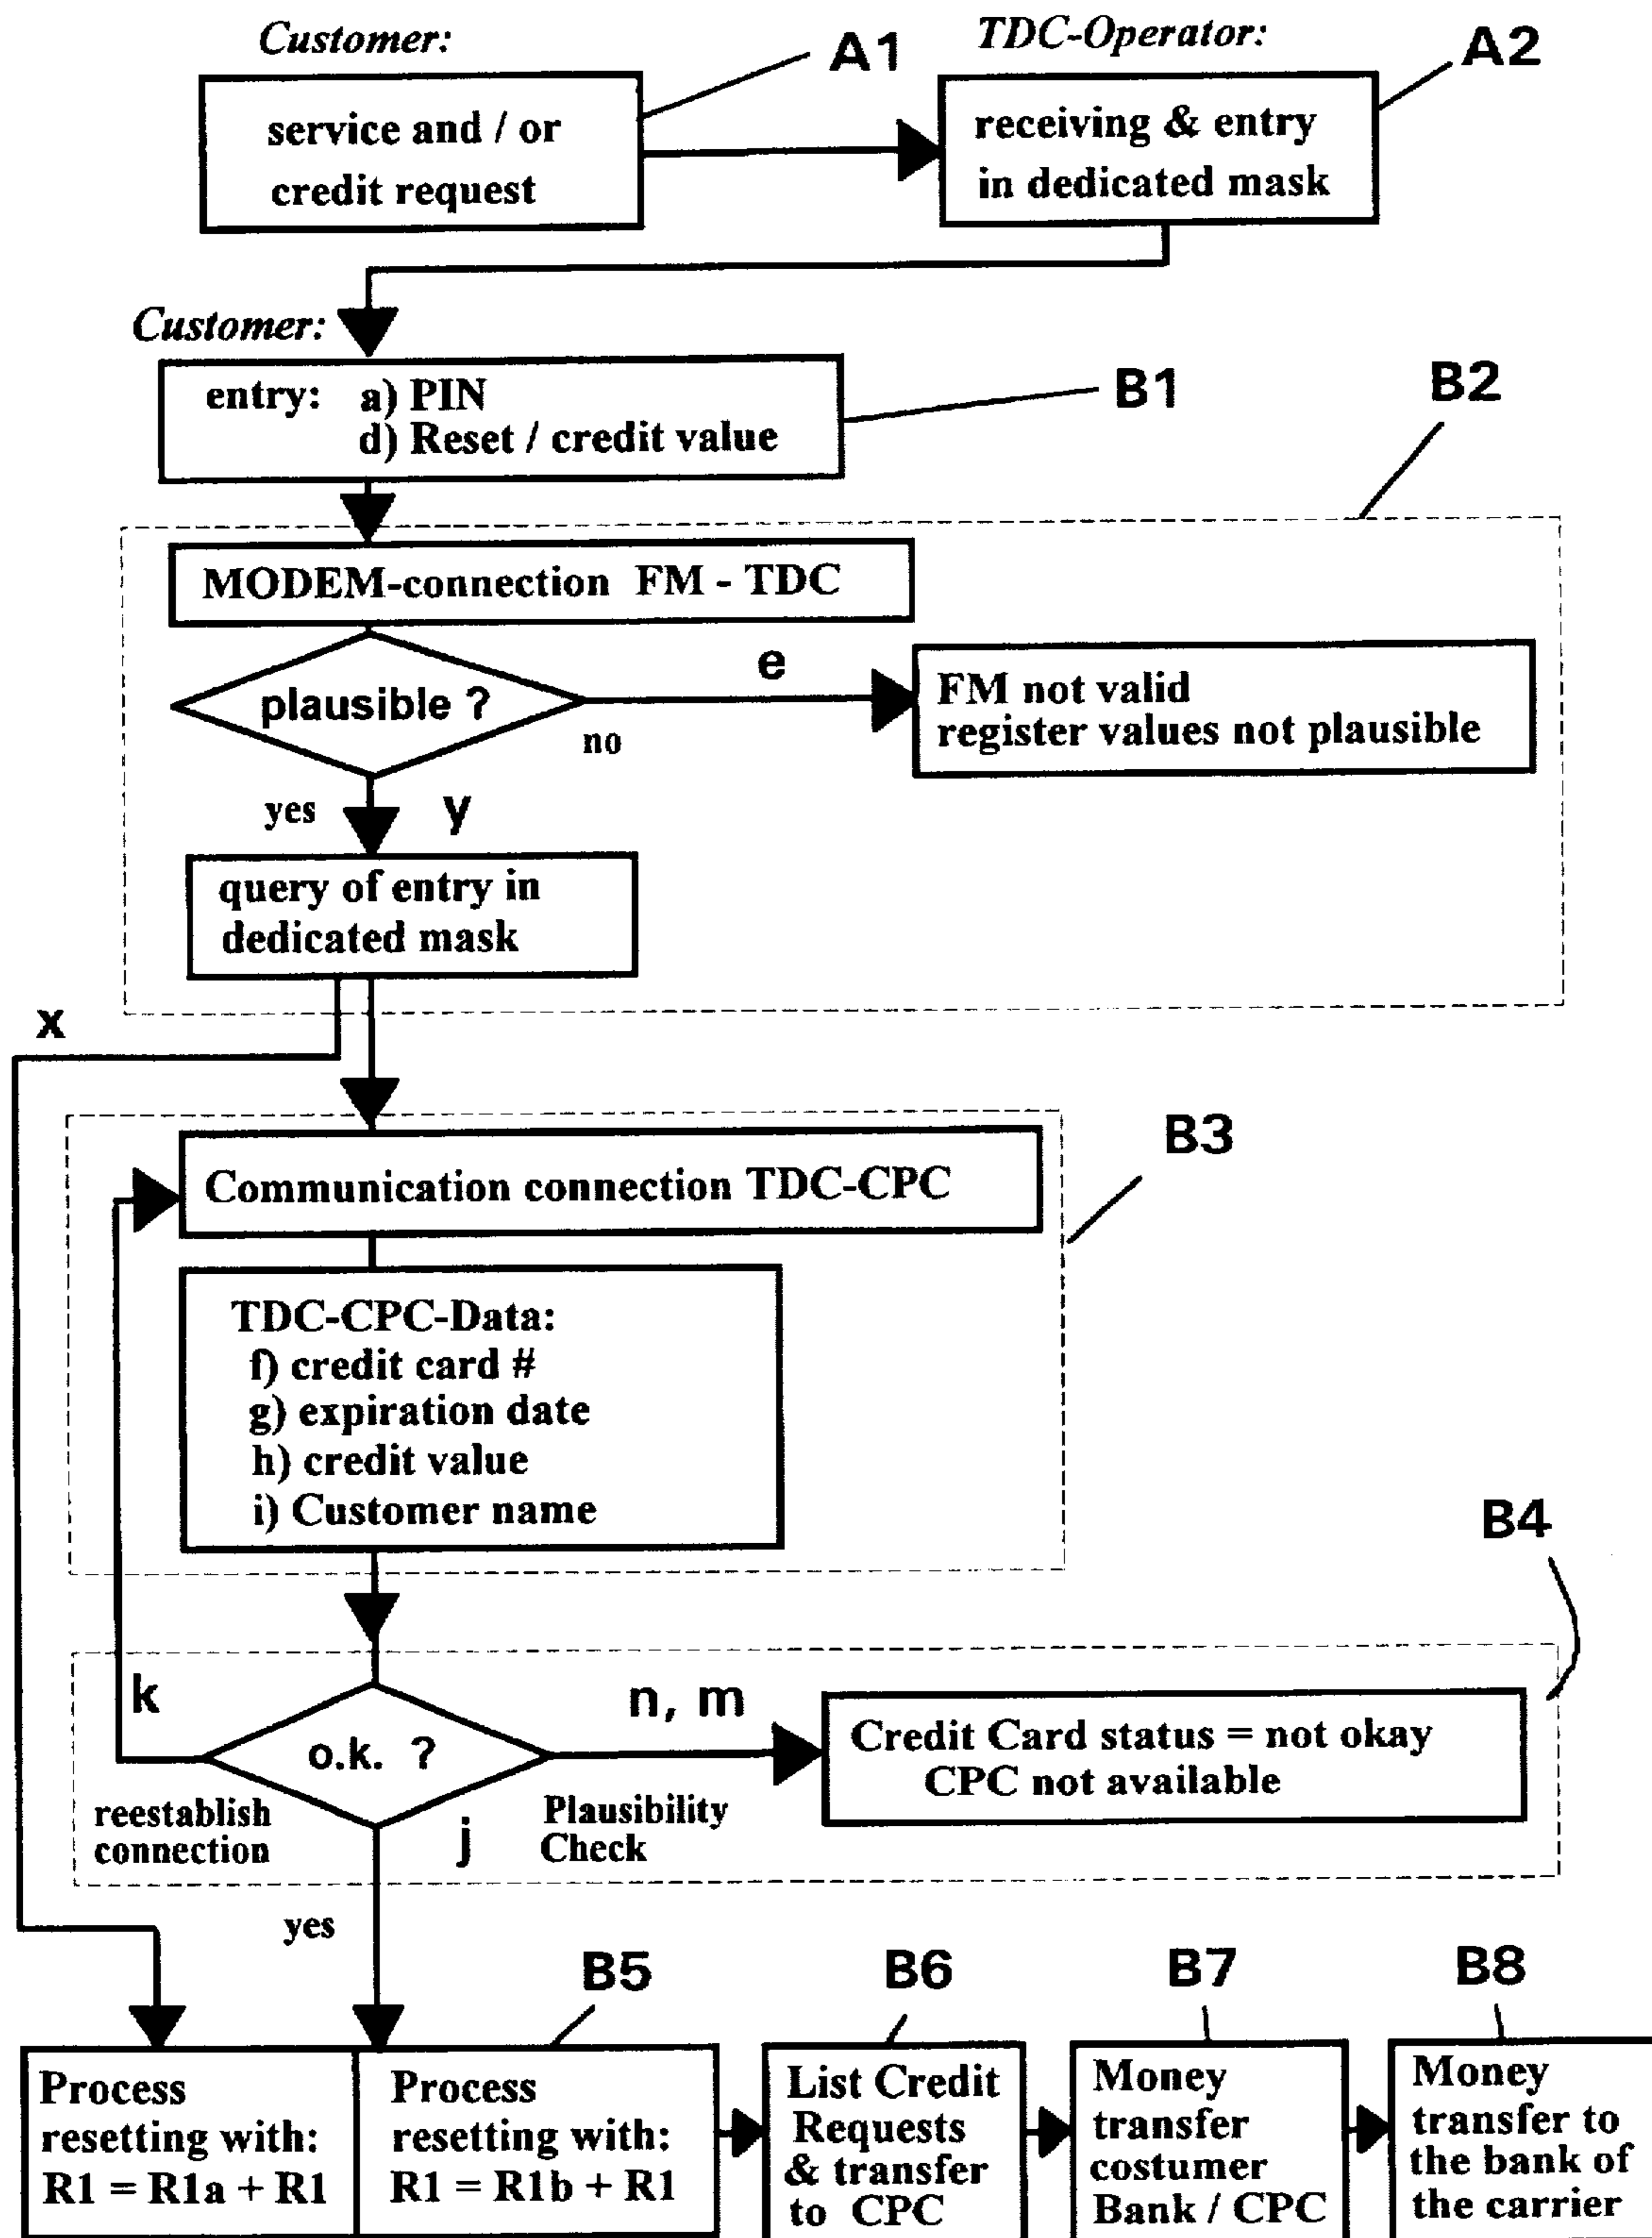 Customer:
A1
TDC-Operator:
A2
service and / or
credit request
receiving & entry
in dedicated mask
Customer:
entry: a) PIN
d) Reset / credit value
B1
B2
MODEM-connection FM - TDC
plausible ?
e
no
FM not valid
register values not plausible
yes
y
query of entry in
dedicated mask
x
B3
Communication connection TDC-CPC
TDC-CPC-Data:
f) credit card #
g) expiration date
h) credit value
i) Customer name
B4
k
o.k. ?
n, m
Credit Card status = not okay
CPC not available
reestablish
connection
j
Plausibility
Check
yes
B5
B6
B7
B8
Process
resetting with:
R1 = R1a + R1
Process
resetting with:
R1 = R1b + R1
List Credit
Requests
& transfer
to CPC
Money
transfer
costumer
Bank / CPC
Money
transfer to
the bank of
the carrier